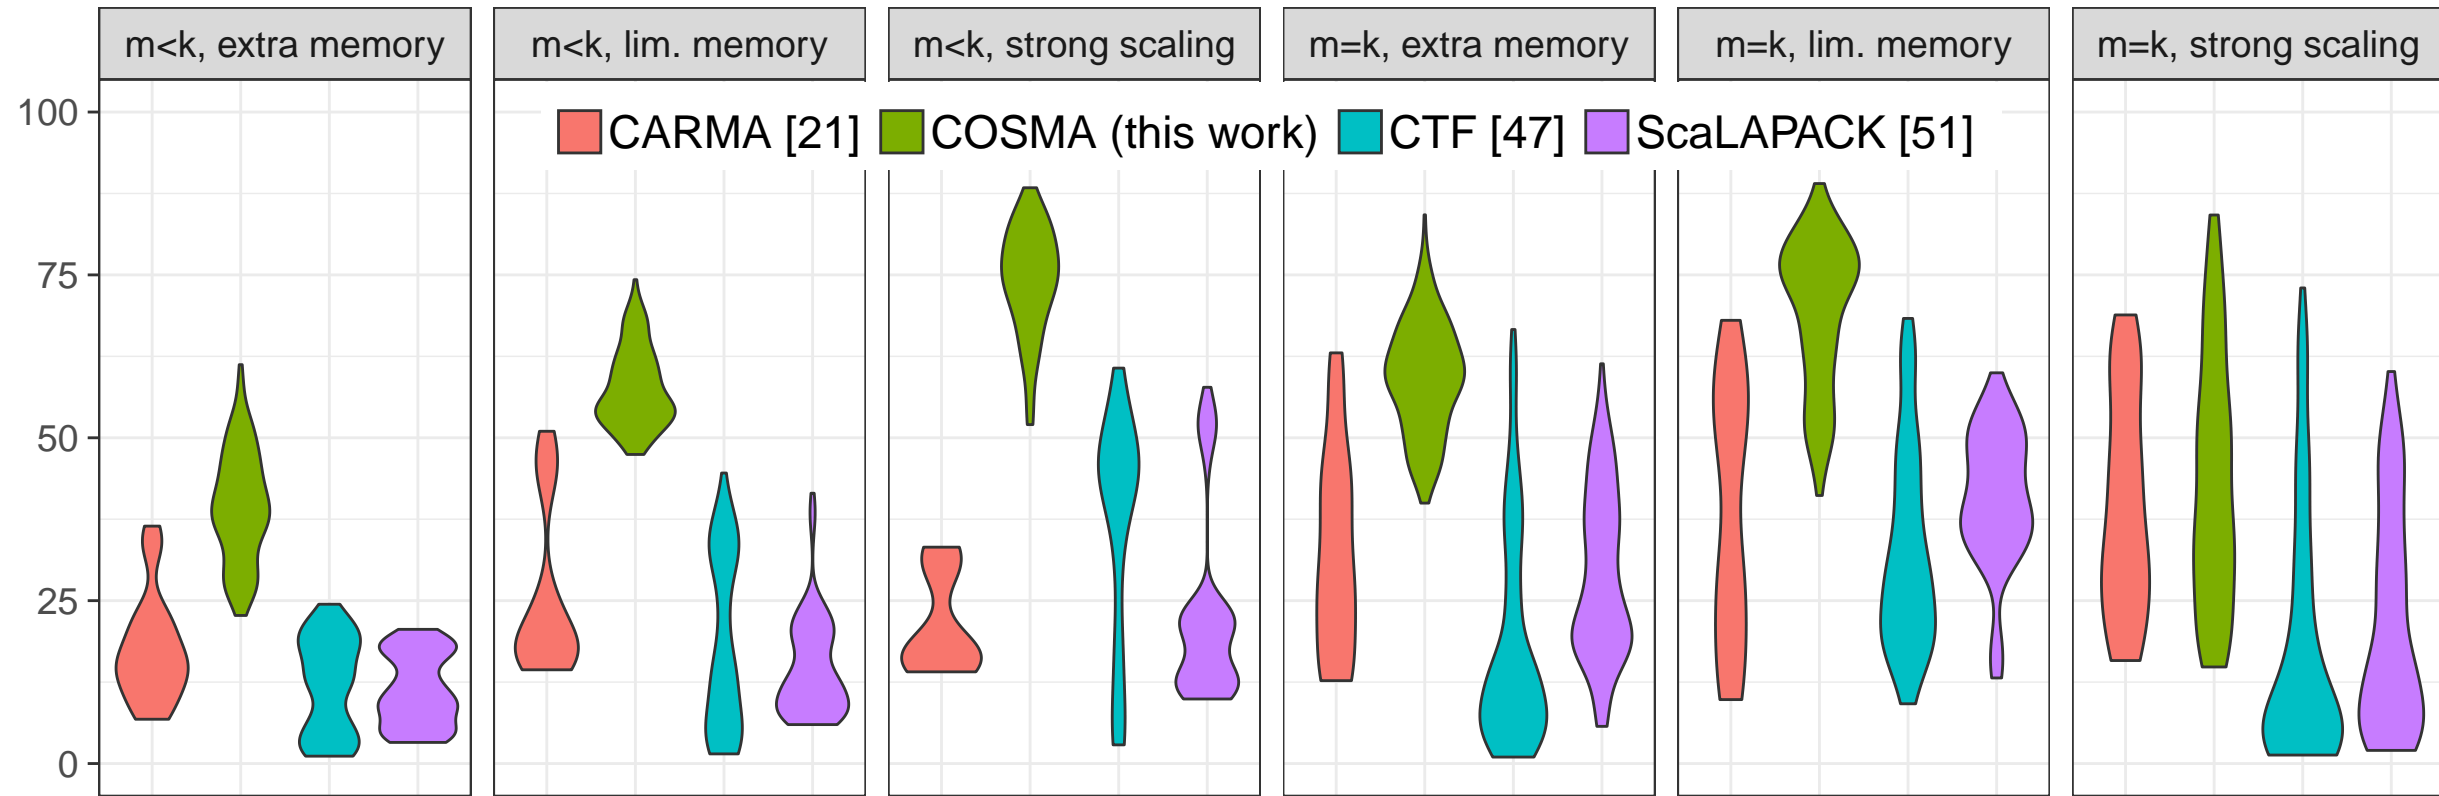 m<k, extra memory
m<k, lim. memory
m<k, strong scaling
m=k, extra memory
m=k, lim. memory
m=k, strong scaling
100
75
50
25
0
CARMA [21]
COSMA (this work)
CTF [47]
ScaLAPACK [51]